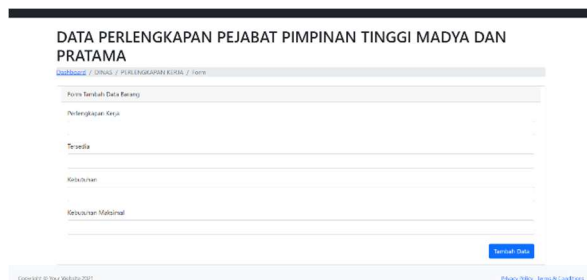 DATA PERLENGKAPAN PEJABAT PIMPINAN TINGGI MADYA DAN
PRATAMA
Dashboard / DINAS / PERLENGKAPAN KERJA / Form
Form Tambah Data Barang
Perlengkapan Kerja
Tersedia
Kebutuhan
Kebutuhan Maksimal
Tambah Data
Copyright © Your Website 2021
Privacy Policy · Terms & Conditions